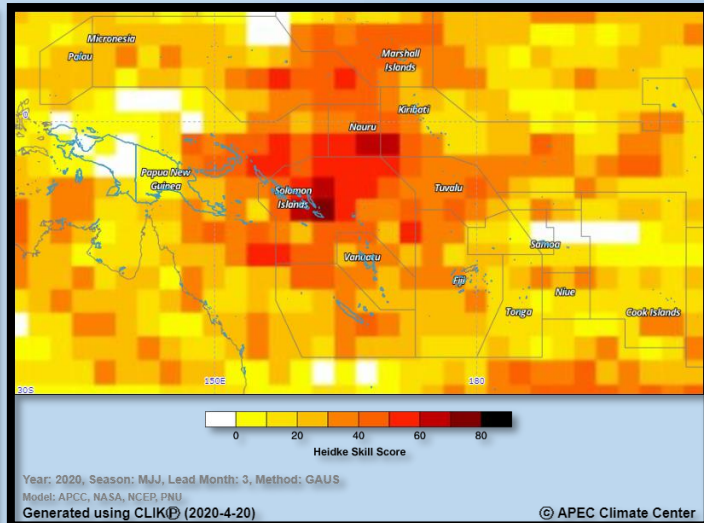 Micronesia
Palau
Marshall
Islands
Kiribati
0
Nauru
Papua New
Guinea
Solomon
Islands
Tuvalu
Samoa
Vanuatu
Fiji
Niue
Tonga
Cook Islands
30S
150E
180
0 20 40 60 80
Heidke Skill Score
Year: 2020, Season: MJJ, Lead Month: 3, Method: GAUS
Model: APCC, NASA, NCEP, PNU
Generated using CLIKⓅ (2020-4-20)
© APEC Climate Center